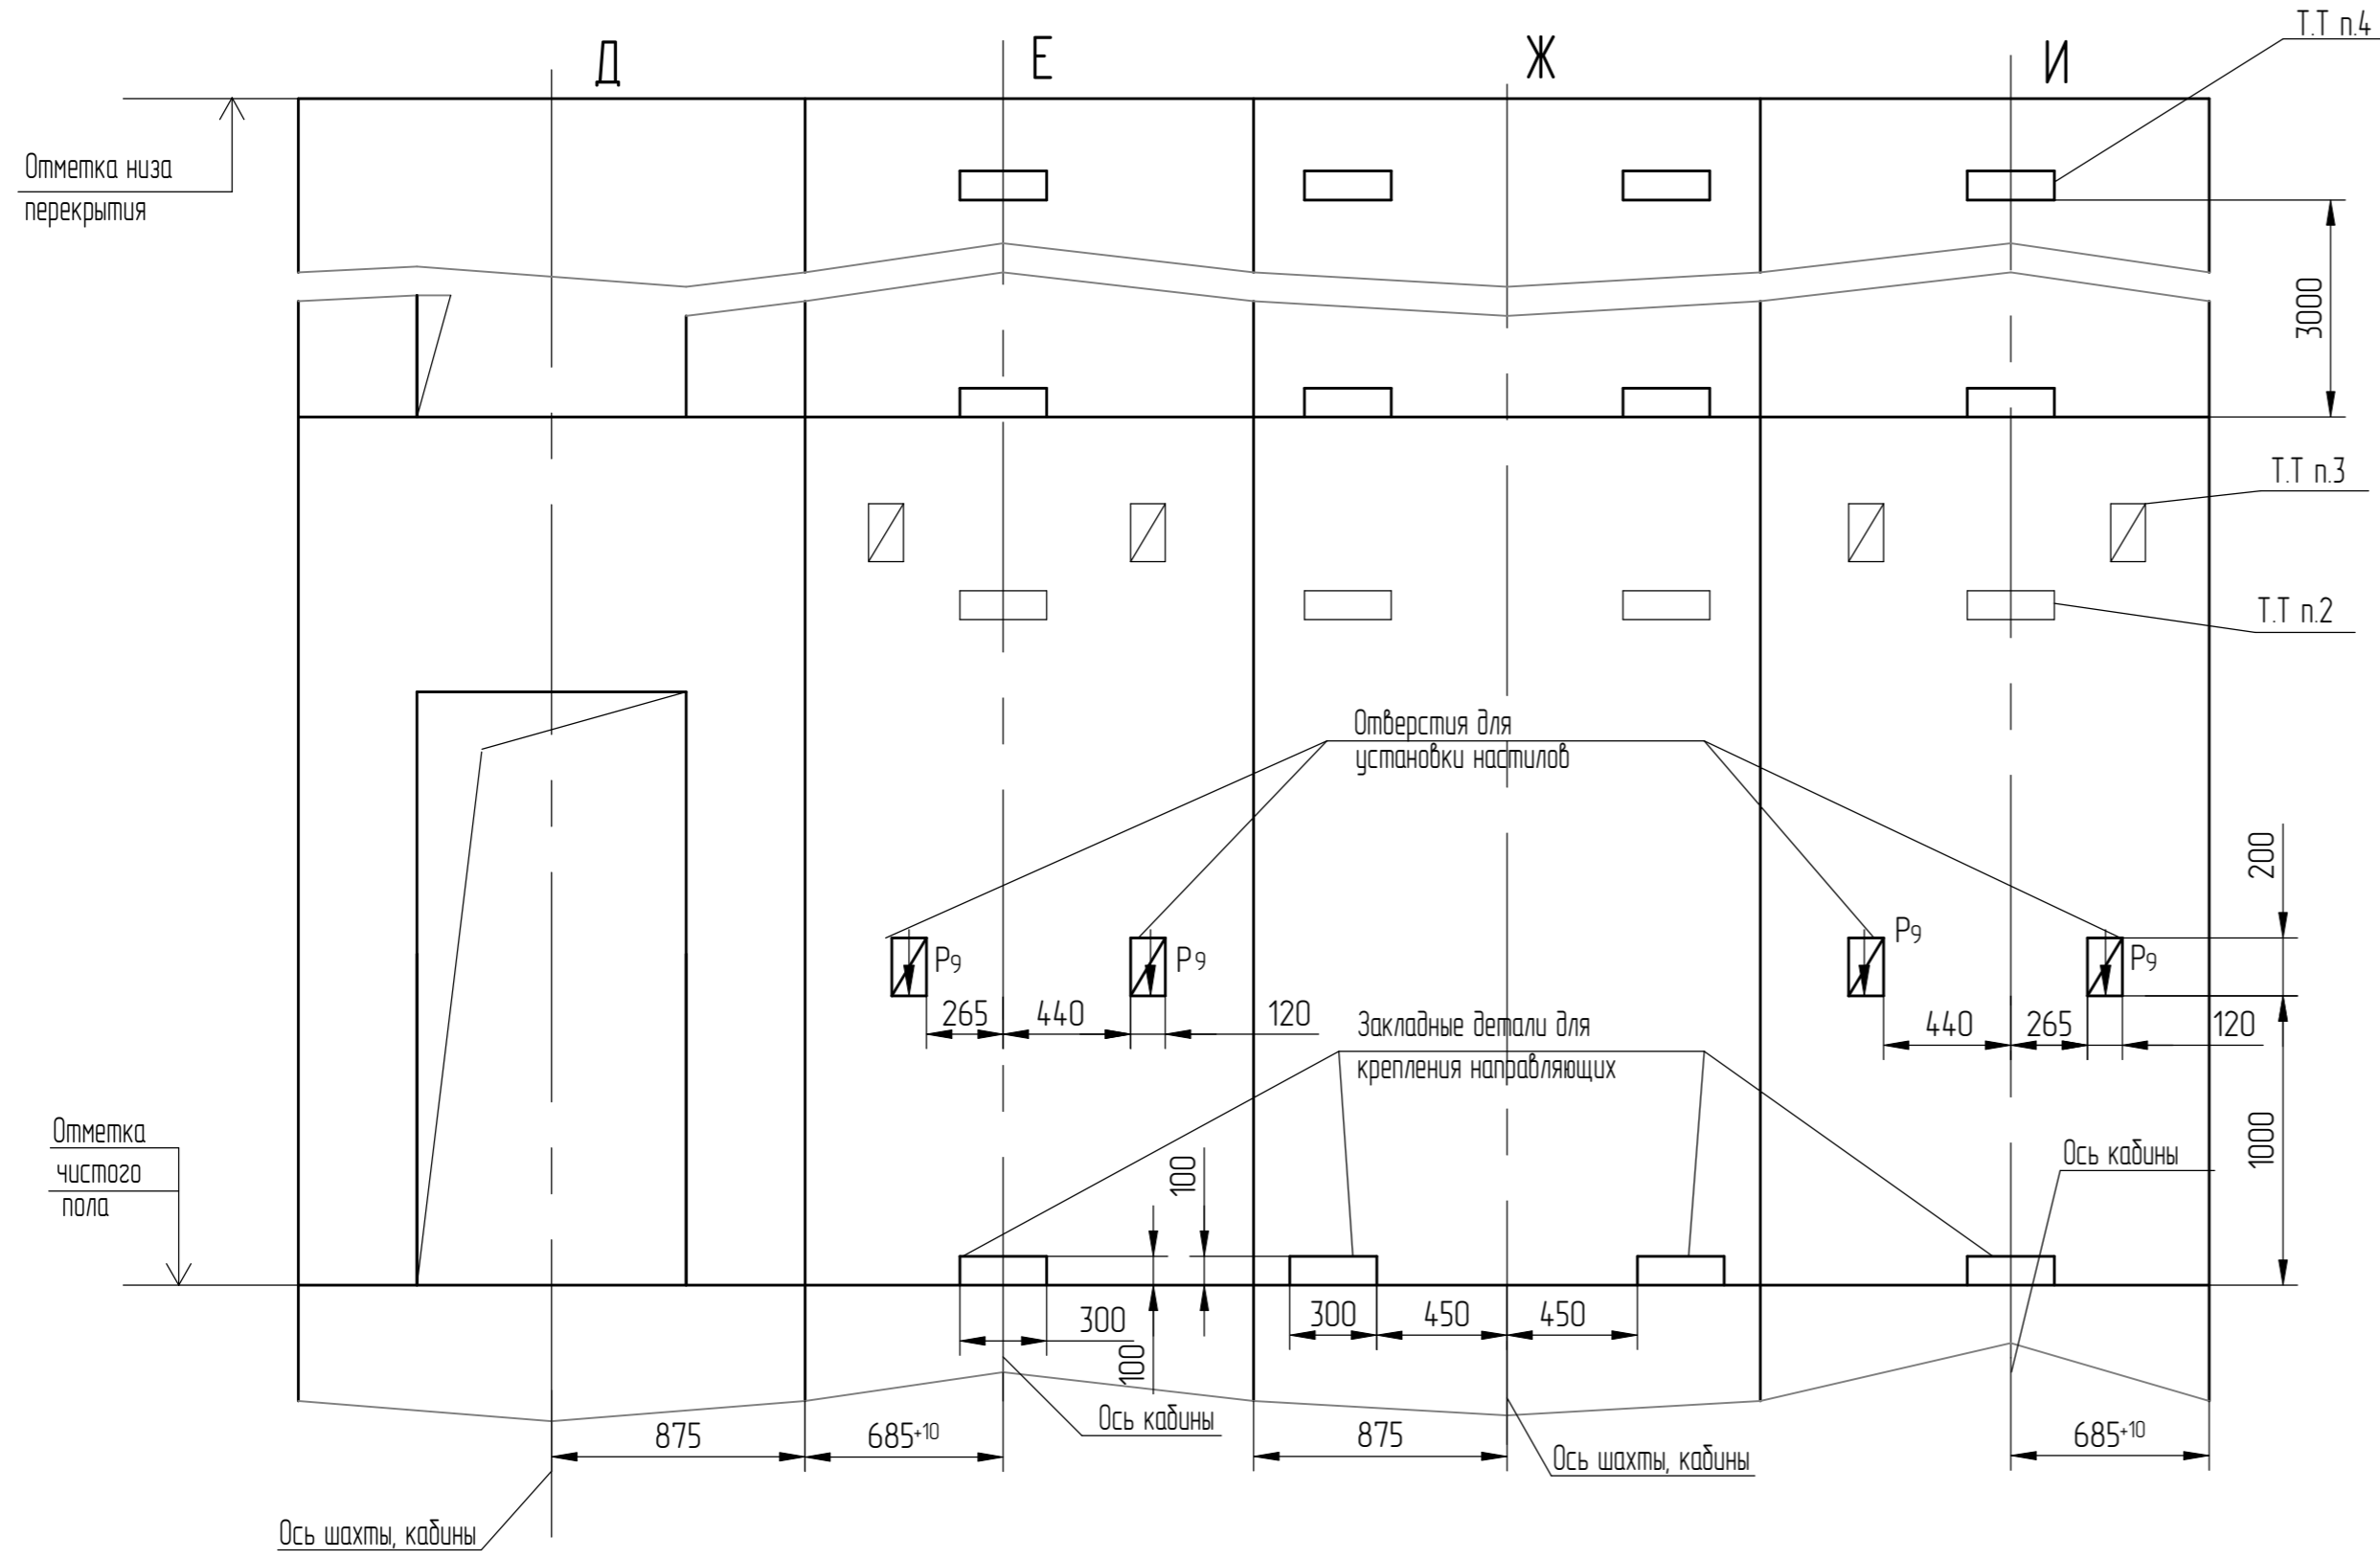 Т.Т п.4
Д
Е
Ж
И
Отметка низа
перекрытия
3000
Т.Т п.3
Т.Т п.2
Отверстия для
установки настилов
200
Р9
Р9
Р9
Р9
265
440
120
440
265
120
Закладные детали для
крепления направляющих
Отметка
чистого
пола
100
1000
Ось кабины
300
100
300
450
450
Ось кабины
875
685+10
875
685+10
Ось шахты, кабины
Ось шахты, кабины